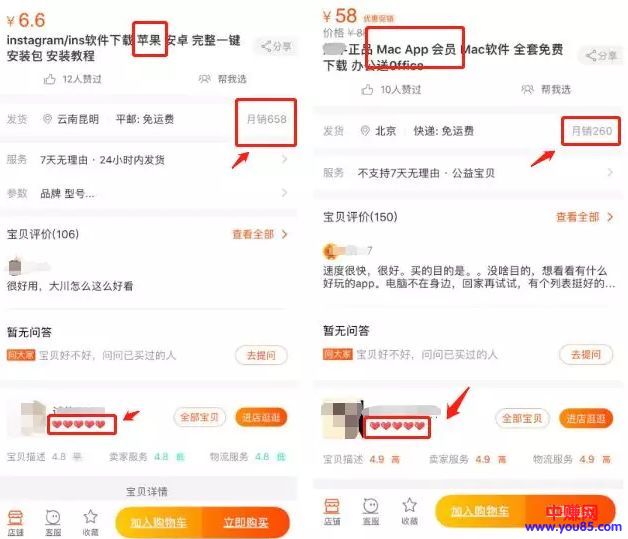 ¥6.6
instagram/ins软件下载 苹果 安卓 完整一键
安装包 安装教程
分享
12人赞过
帮我选
发货 云南昆明 平邮: 免运费 月销658
服务 7天无理由 · 24小时内发货
参数 品牌 型号...
宝贝评价(106) 查看全部
很好用，大川怎么这么好看
暂无问答
问大家 宝贝好不好，问问已买过的人 去提问
全部宝贝 进店逛逛
宝贝描述 4.8 平 卖家服务 4.8 低 物流服务 4.8 低
宝贝详情
店铺 客服 收藏 加入购物车 立即购买
¥58 优惠促销
价格
正品 Mac App 会员 Mac软件 全套免费
下载 办公送Office
分享
10人赞过
帮我选
发货 北京 快递: 免运费 月销260
服务 不支持7天无理由 · 公益宝贝
宝贝评价(150) 查看全部
7
速度很快，很好。买的目的是。。没啥目的，想看看有什么
好玩的app。电脑不在身边，回家再试试，有个列表挺好的...
暂无问答
问大家 宝贝好不好，问问已买过的人 去提问
全部宝贝 进店逛逛
宝贝描述 4.9 高 卖家服务 4.9 高 物流服务 4.9 高
店铺 客服 收藏 加入购物车
中赚网
www.you85.com